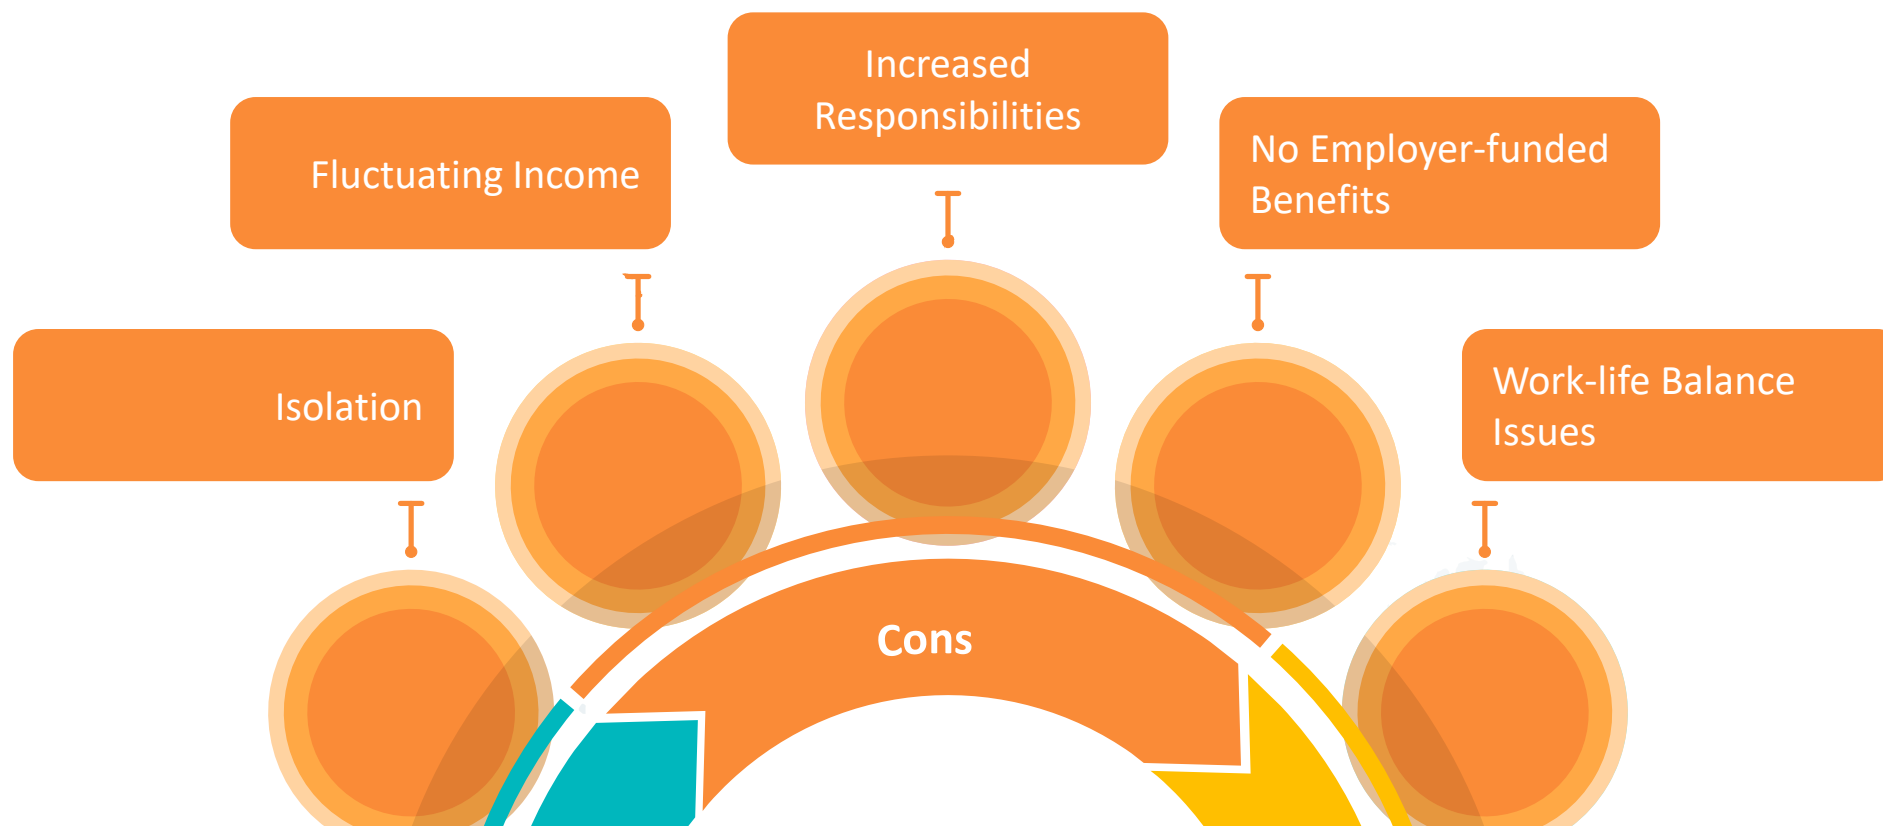 Increased
Responsibilities
Fluctuating Income
No Employer-funded
Benefits
Isolation
Work-life Balance
Issues
Cons